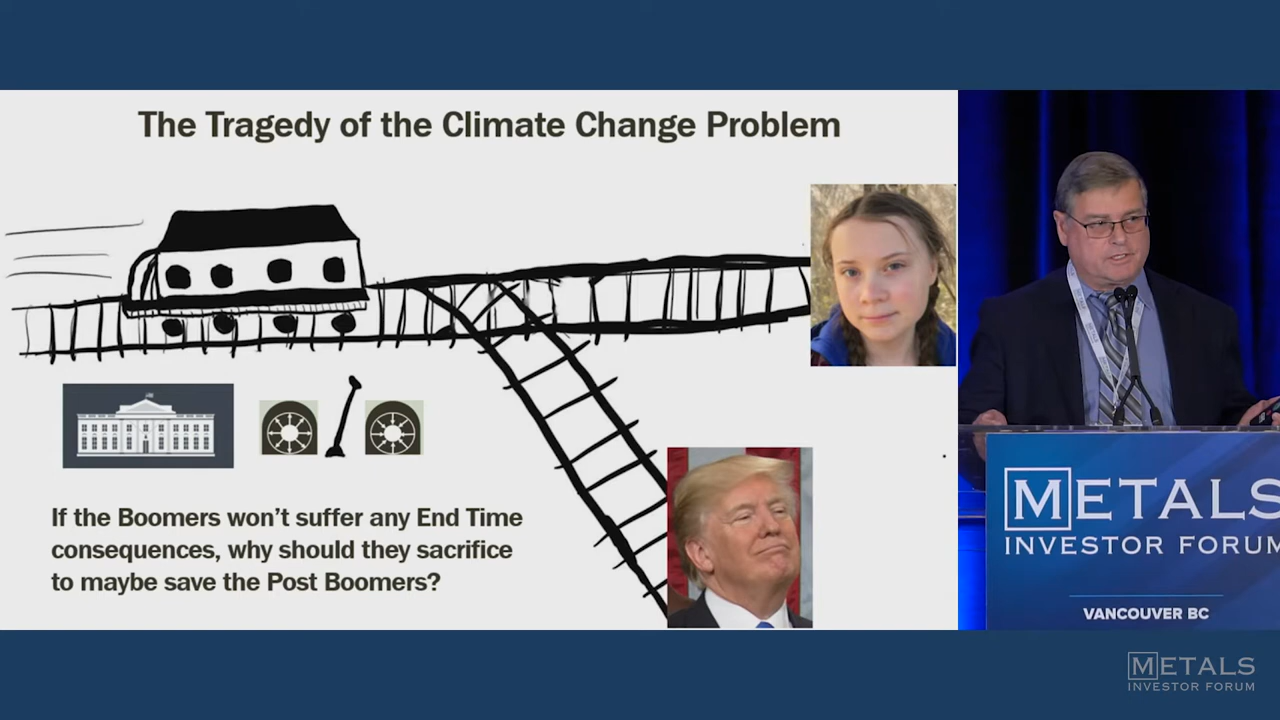 The Tragedy of the Climate Change Problem
If the Boomers won't suffer any End Time
consequences, why should they sacrifice
to maybe save the Post Boomers?
METALS
INVESTOR FORUM
VANCOUVER BC
METALS
INVESTOR FORUM